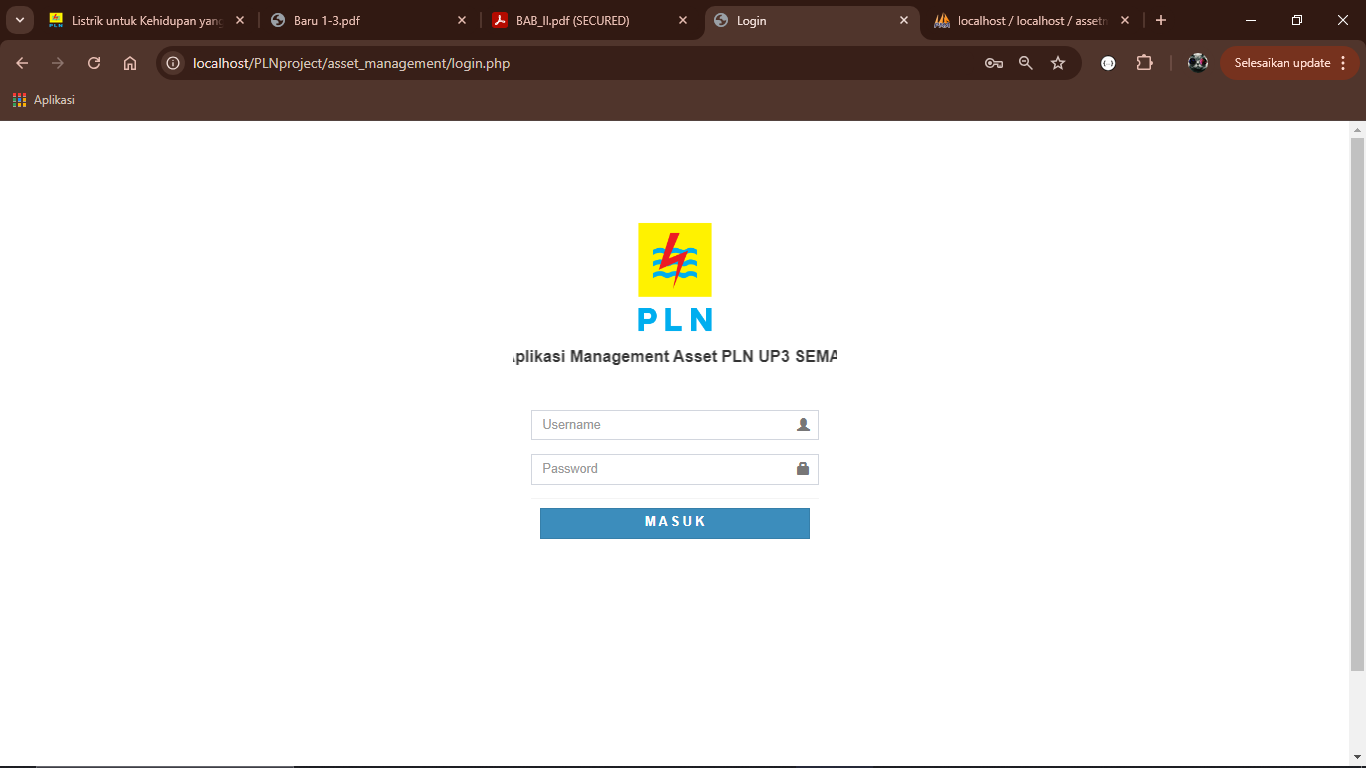 Listrik untuk Kehidupan yang
Baru 1-3.pdf
BAB_II.pdf (SECURED)
Login
localhost / localhost / assetm
localhost/PLNproject/asset_management/login.php
Selesaikan update
Aplikasi
PLN
plikasi Management Asset PLN UP3 SEMA
Username
Password
MASUK